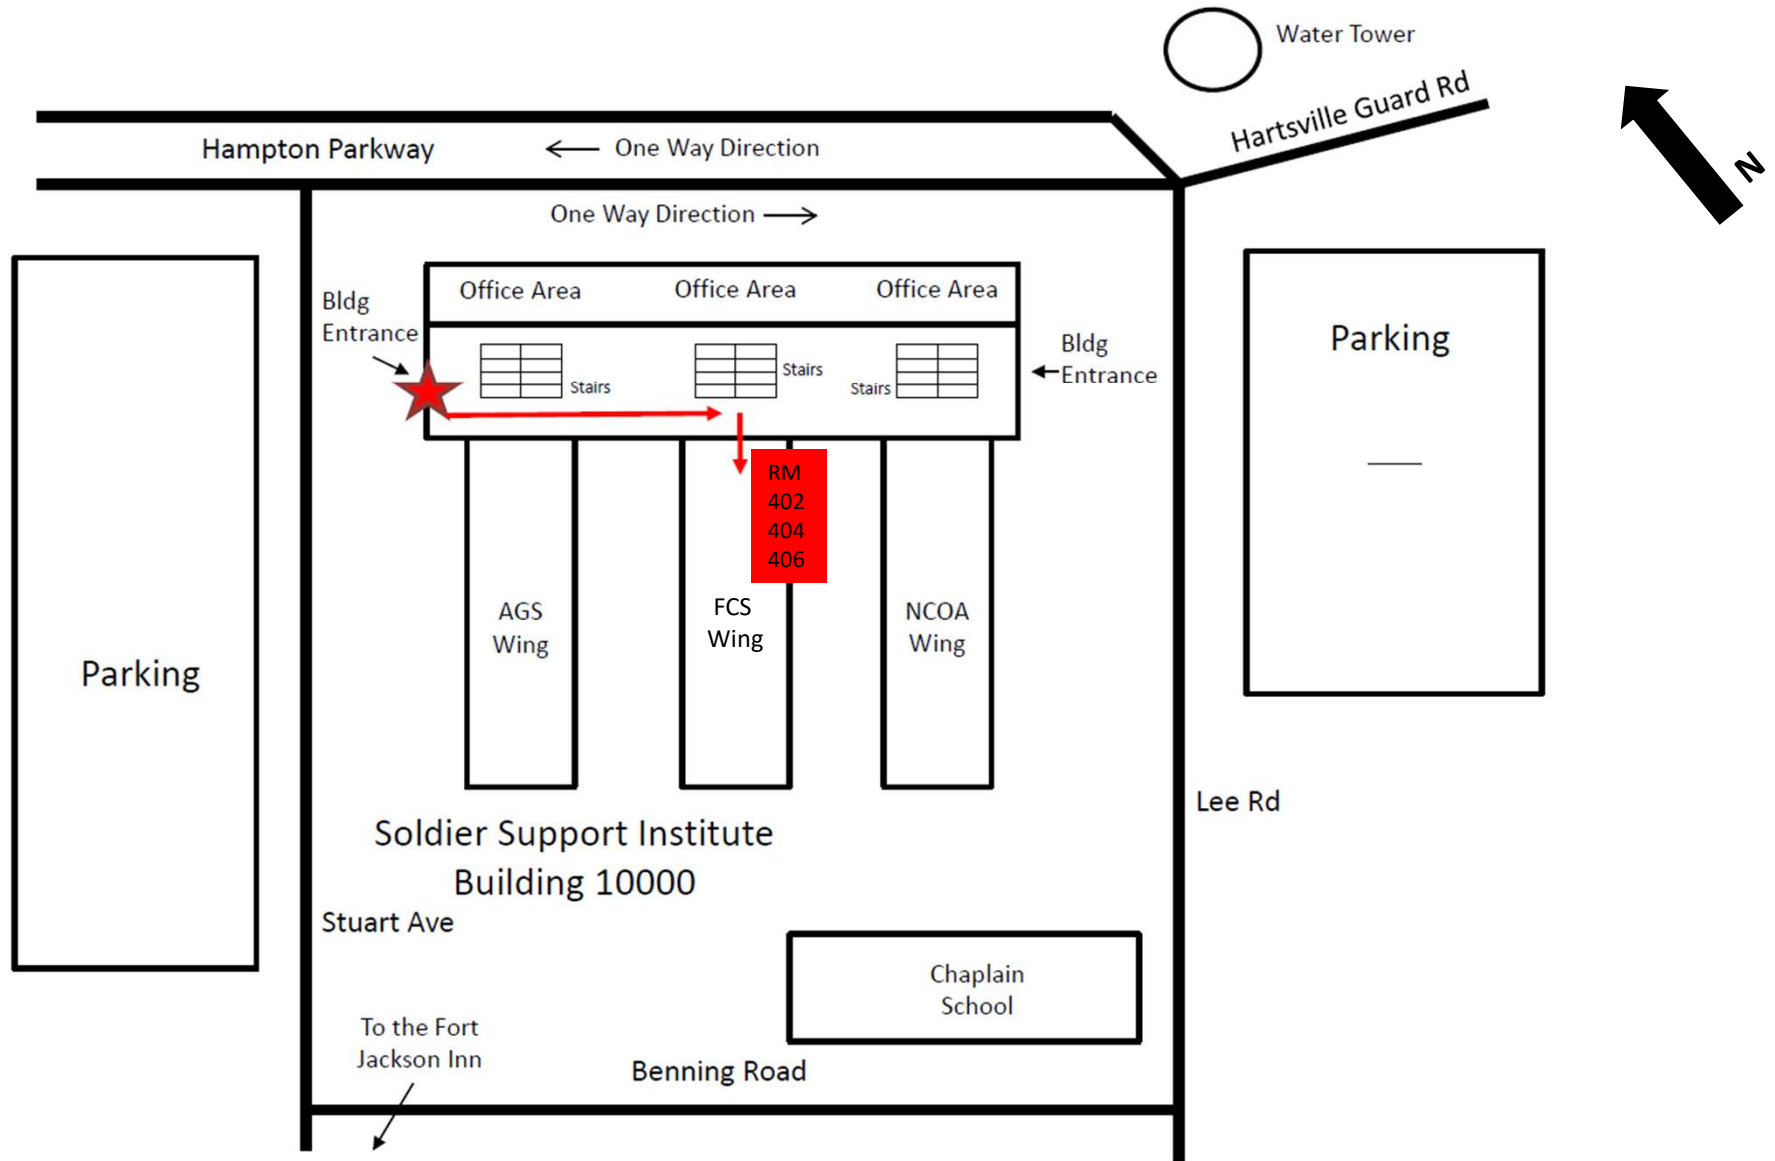 Water Tower
Hartsville Guard Rd
N
Hampton Parkway
One Way Direction
One Way Direction
Office Area
Office Area
Office Area
Bldg
Entrance
Bldg
Entrance
Stairs
Stairs
Stairs
Parking
RM
402
404
406
AGS
Wing
FCS
Wing
NCOA
Wing
Parking
Lee Rd
Soldier Support Institute
Building 10000
Stuart Ave
Chaplain
School
To the Fort
Jackson Inn
Benning Road